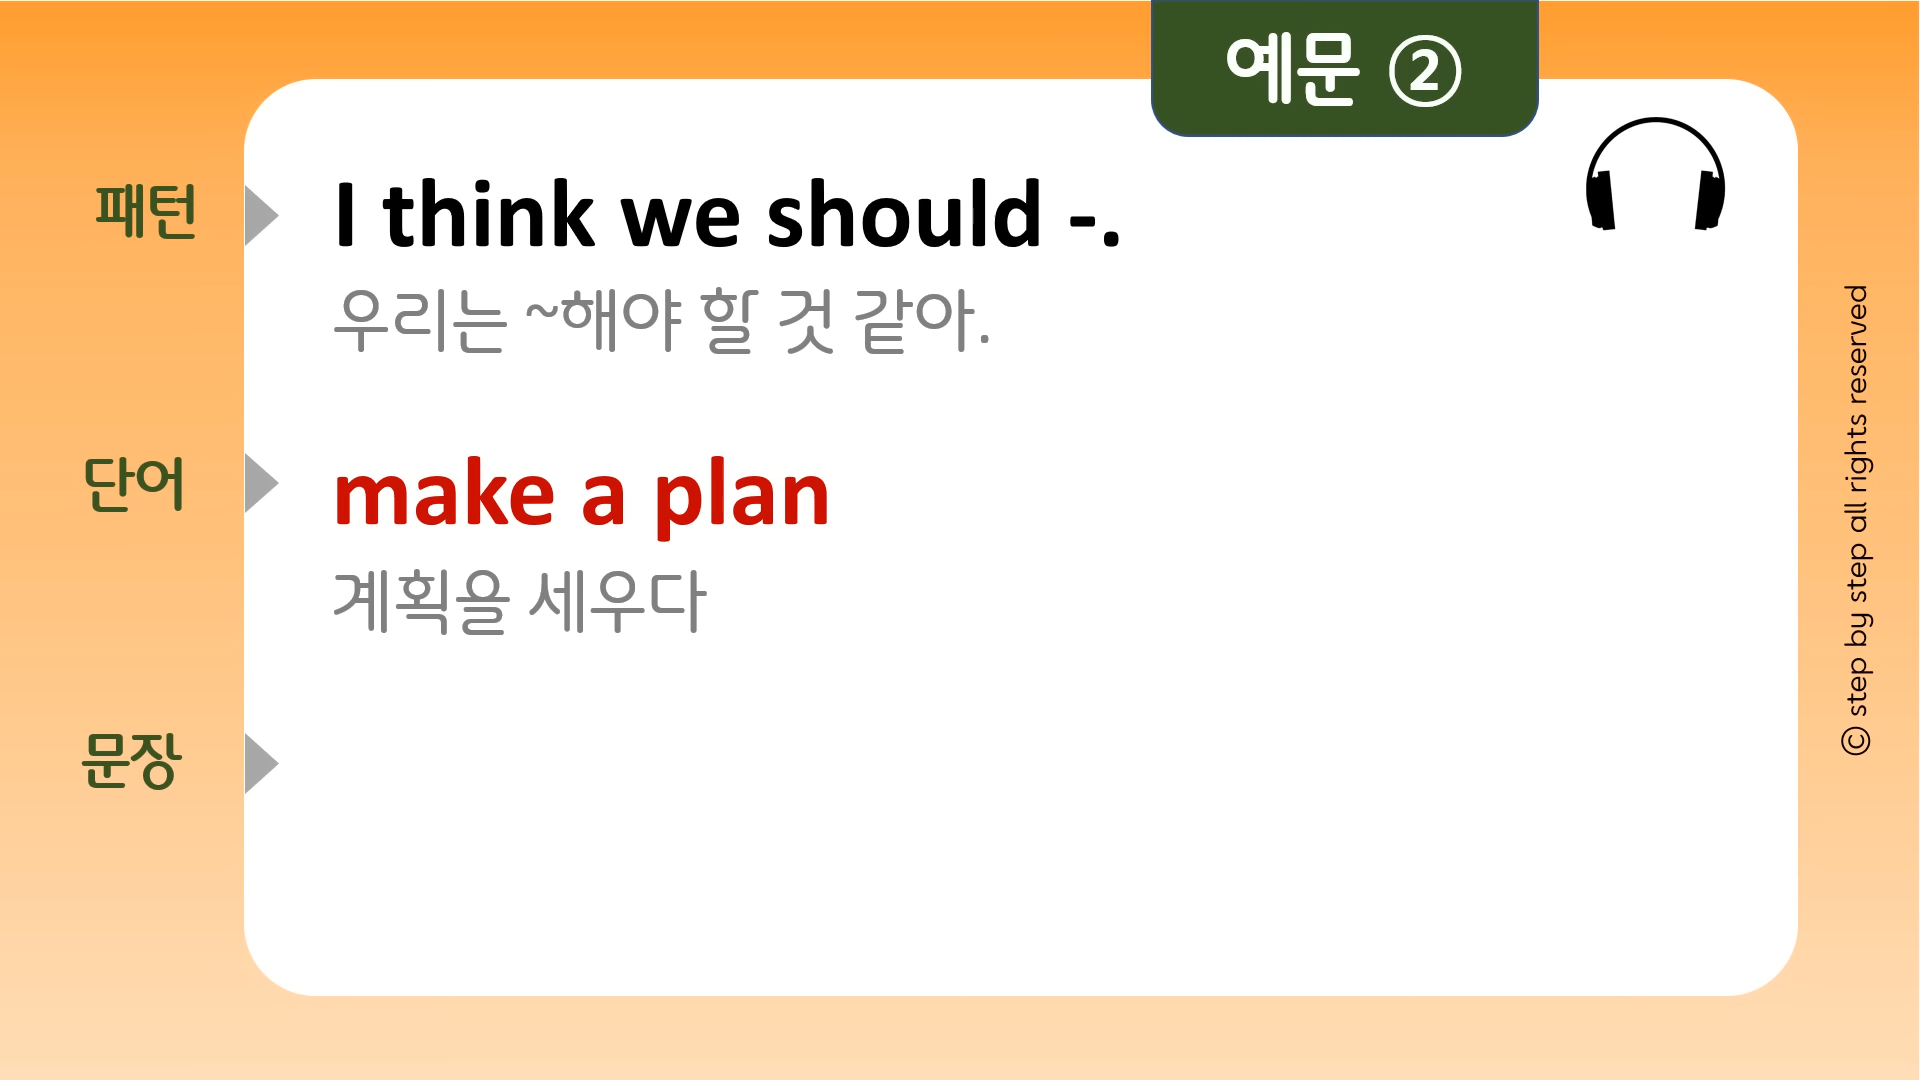 예문 ②
패턴
I think we should -.
우리는 ~해야 할 것 같아.
단어
make a plan
계획을 세우다
문장
© step by step all rights reserved